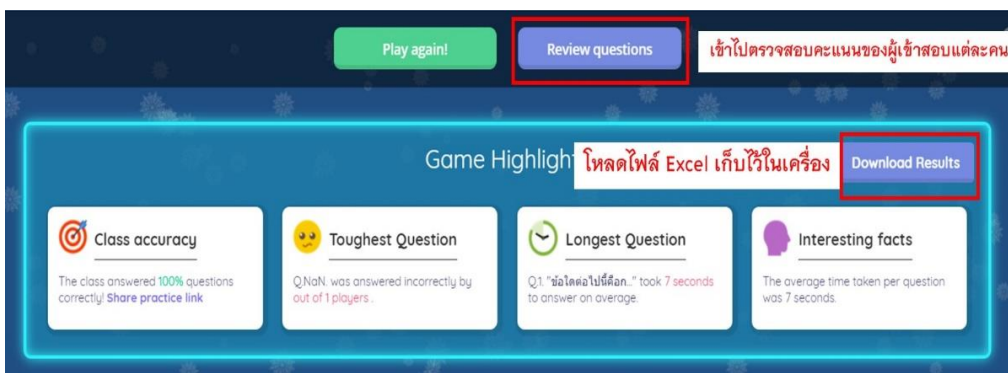 Play again!
Review questions
เข้าไปตรวจสอบคะแนนของผู้เข้าสอบแต่ละคน
Game Highligh
โหลดไฟล์ Excel เก็บไว้ในเครื่อง
Download Results
Class accuracy
The class answered 100% questions
correctly! Share practice link
Toughest Question
Q.NaN. was answered incorrectly by
out of 1 players .
Longest Question
Q.1. "ข้อใดต่อไปนี้คือก..." took 7 seconds
to answer on average.
Interesting facts
The average time taken per question
was 7 seconds.